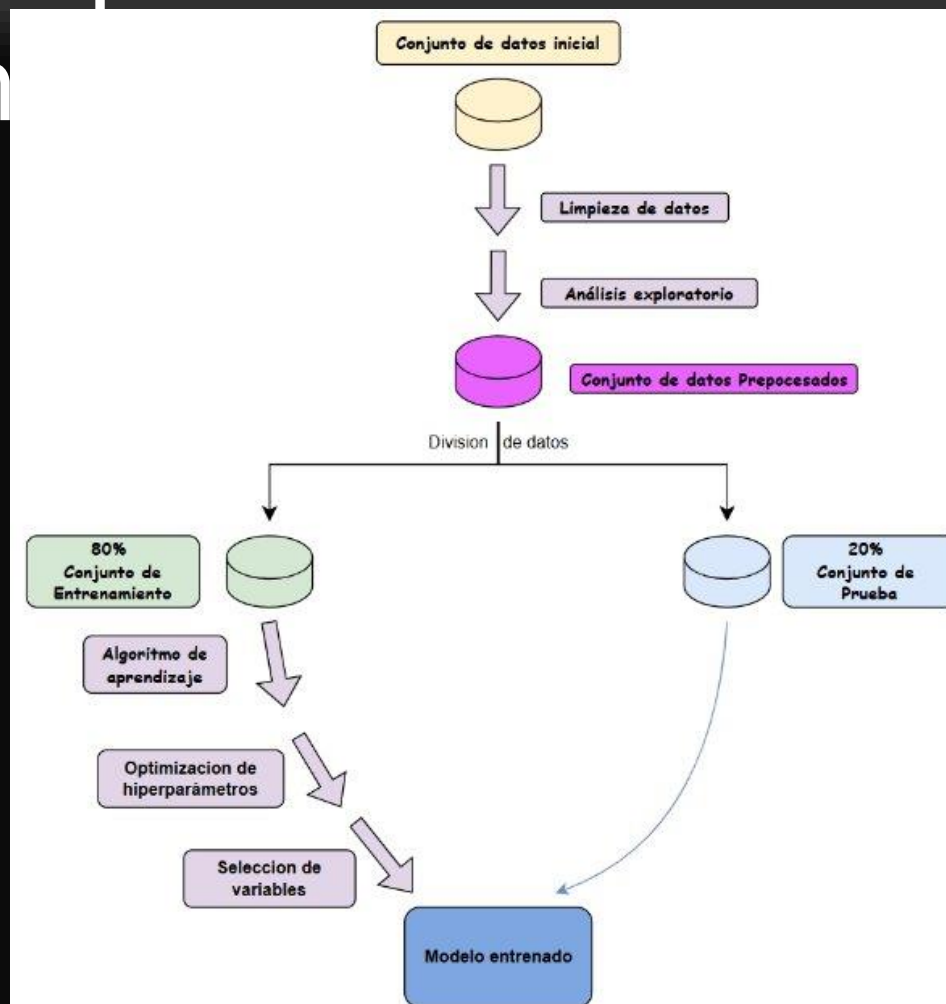 Conjunto de datos inicial
Limpieza de datos
Análisis exploratorio
Conjunto de datos Prepocesados
Division de datos
80%
Conjunto de
Entrenamiento
20%
Conjunto de
Prueba
Algoritmo de
aprendizaje
Optimizacion de
hiperparámetros
Seleccion de
variables
Modelo entrenado